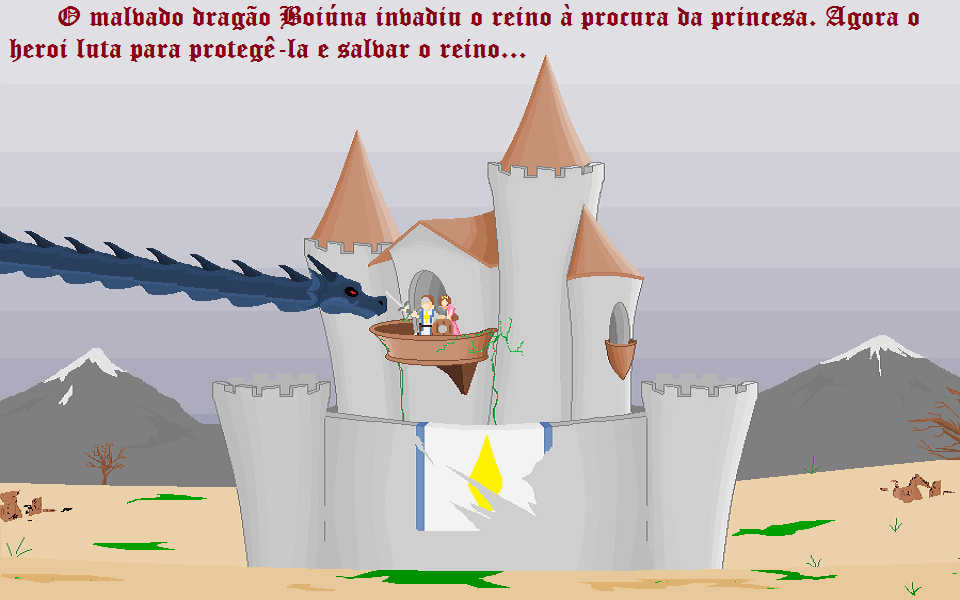 O malvado dragão Boiúna invadiu o reino à procura da princesa. Agora o
heroi luta para protegê-la e salvar o reino...